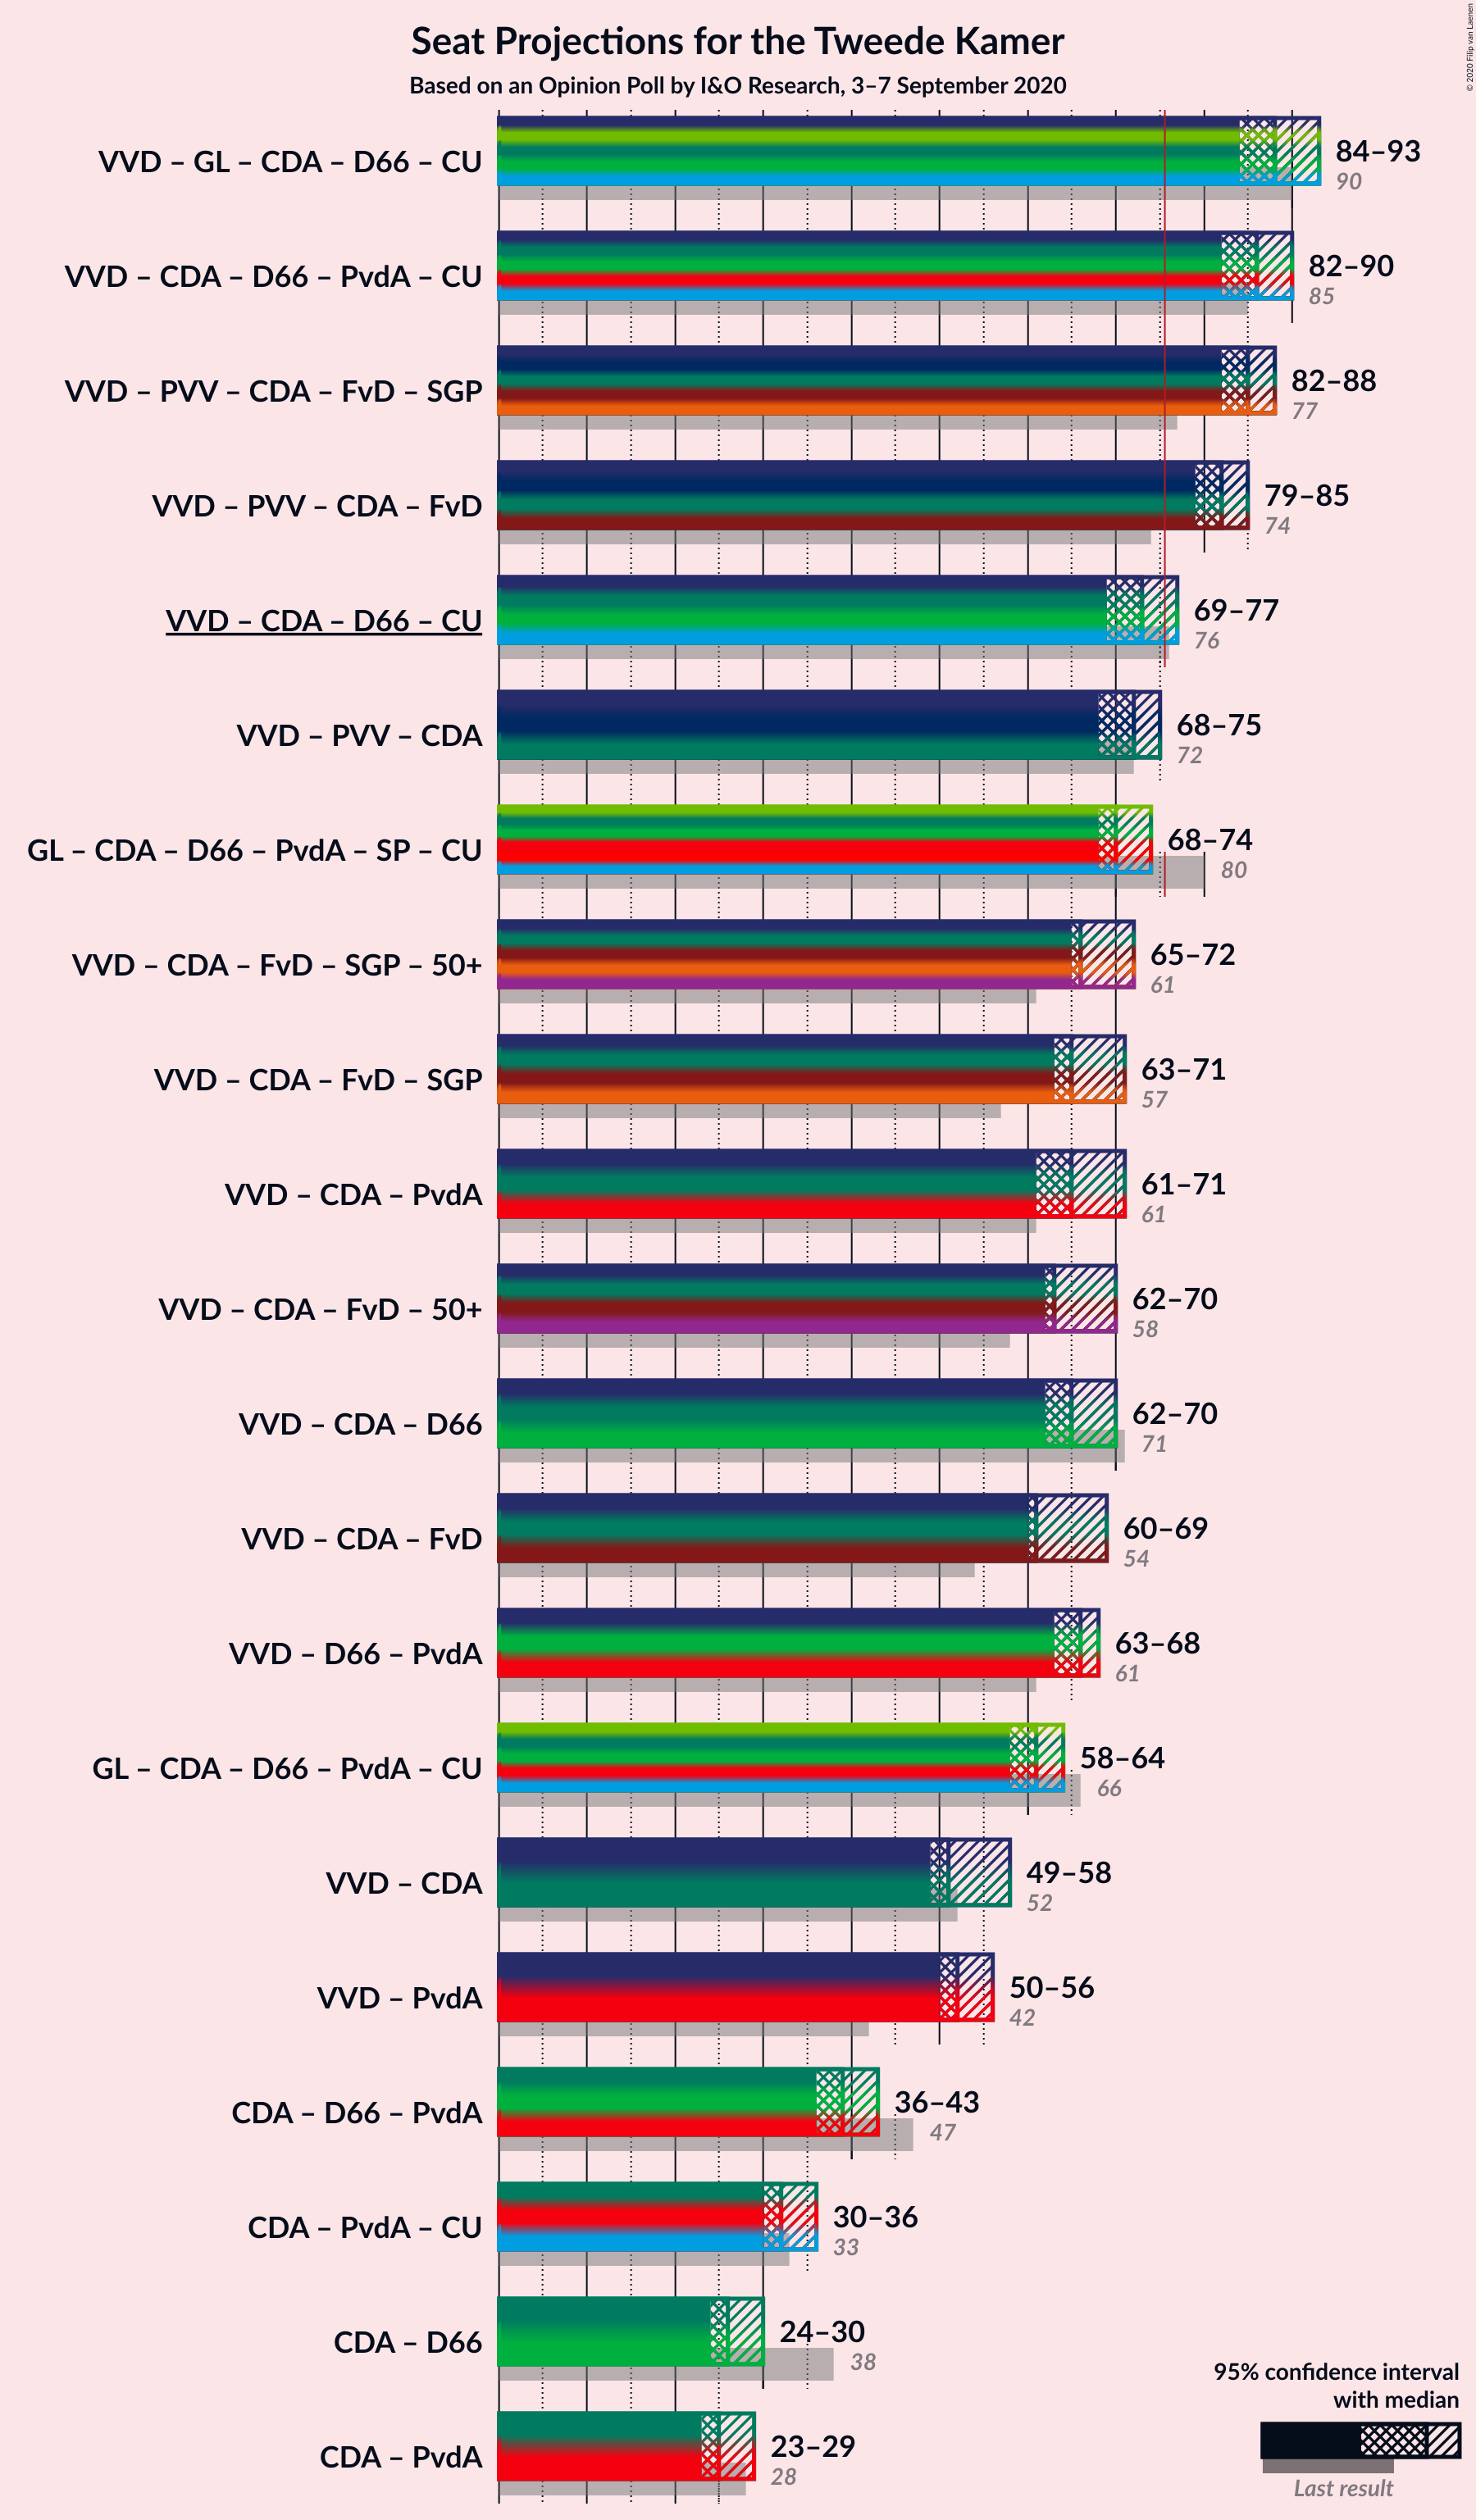 Seat Projections for the Tweede Kamer
Based on an Opinion Poll by I&O Research, 3–7 September 2020
© 2020 Filip van Laenen
VVD – GL – CDA – D66 – CU
84–93
90
VVD – CDA – D66 – PvdA – CU
82–90
85
VVD – PVV – CDA – FvD – SGP
82–88
77
VVD – PVV – CDA – FvD
79–85
74
VVD – CDA – D66 – CU
69–77
76
VVD – PVV – CDA
68–75
72
GL – CDA – D66 – PvdA – SP – CU
68–74
80
VVD – CDA – FvD – SGP – 50+
65–72
61
VVD – CDA – FvD – SGP
63–71
57
VVD – CDA – PvdA
61–71
61
VVD – CDA – FvD – 50+
62–70
58
VVD – CDA – D66
62–70
71
VVD – CDA – FvD
60–69
54
VVD – D66 – PvdA
63–68
61
GL – CDA – D66 – PvdA – CU
58–64
66
VVD – CDA
49–58
52
VVD – PvdA
50–56
42
CDA – D66 – PvdA
36–43
47
CDA – PvdA – CU
30–36
33
CDA – D66
24–30
38
CDA – PvdA
23–29
28
95% confidence interval
with median
Last result